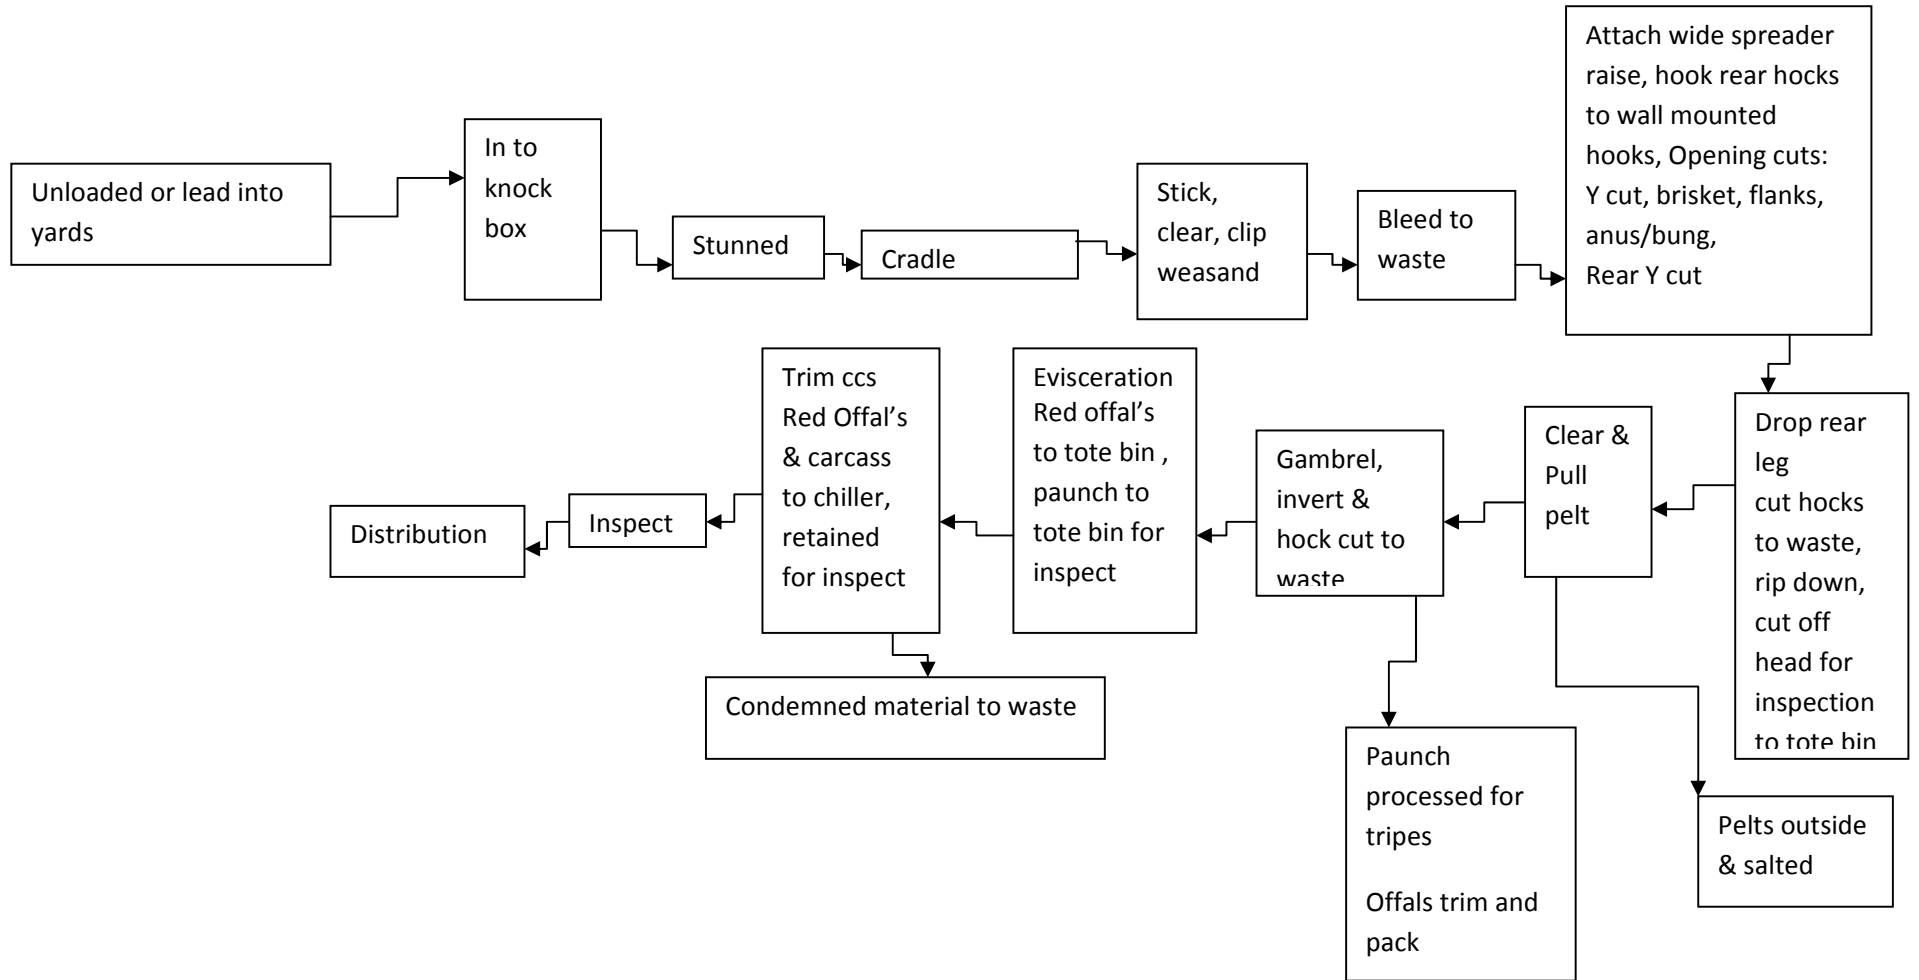 Unloaded or lead into
yards
In to
knock
box
Stunned
Cradle
Stick,
clear, clip
weasand
Bleed to
waste
Attach wide spreader
raise, hook rear hocks
to wall mounted
hooks, Opening cuts:
Y cut, brisket, flanks,
anus/bung,
Rear Y cut
Drop rear
leg
cut hocks
to waste,
rip down,
cut off
head for
inspection
to tote bin
Clear &
Pull
pelt
Gambrel,
invert &
hock cut to
waste
Evisceration
Red offal's
to tote bin ,
paunch to
tote bin for
inspect
Trim ccs
Red Offal’s
& carcass
to chiller,
retained
for inspect
Inspect
Distribution
Condemned material to waste
Paunch
processed for
tripes
Offals trim and
pack
Pelts outside
& salted